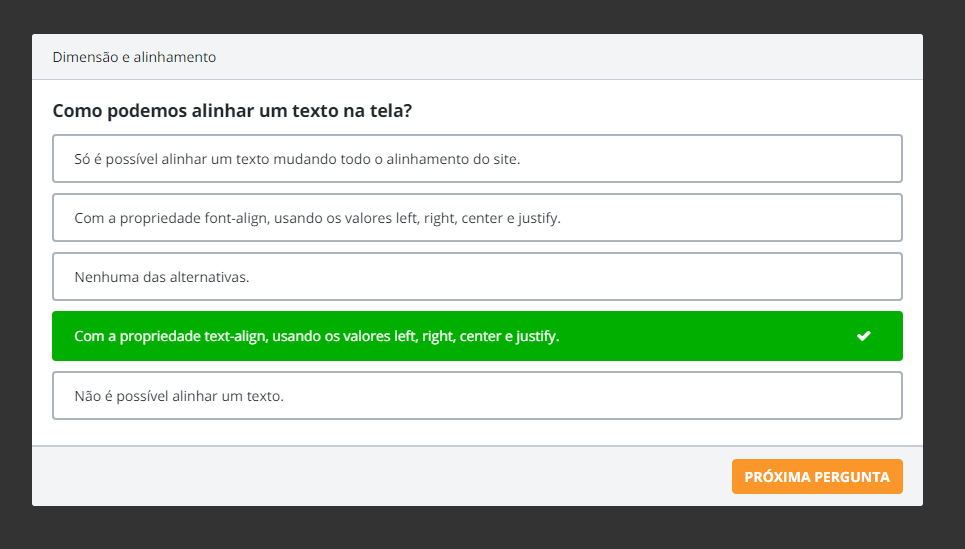 Dimensão e alinhamento
Como podemos alinhar um texto na tela?
Só é possível alinhar um texto mudando todo o alinhamento do site.
Com a propriedade font-align, usando os valores left, right, center e justify.
Nenhuma das alternativas.
Com a propriedade text-align, usando os valores left, right, center e justify.
Não é possível alinhar um texto.
PRÓXIMA PERGUNTA